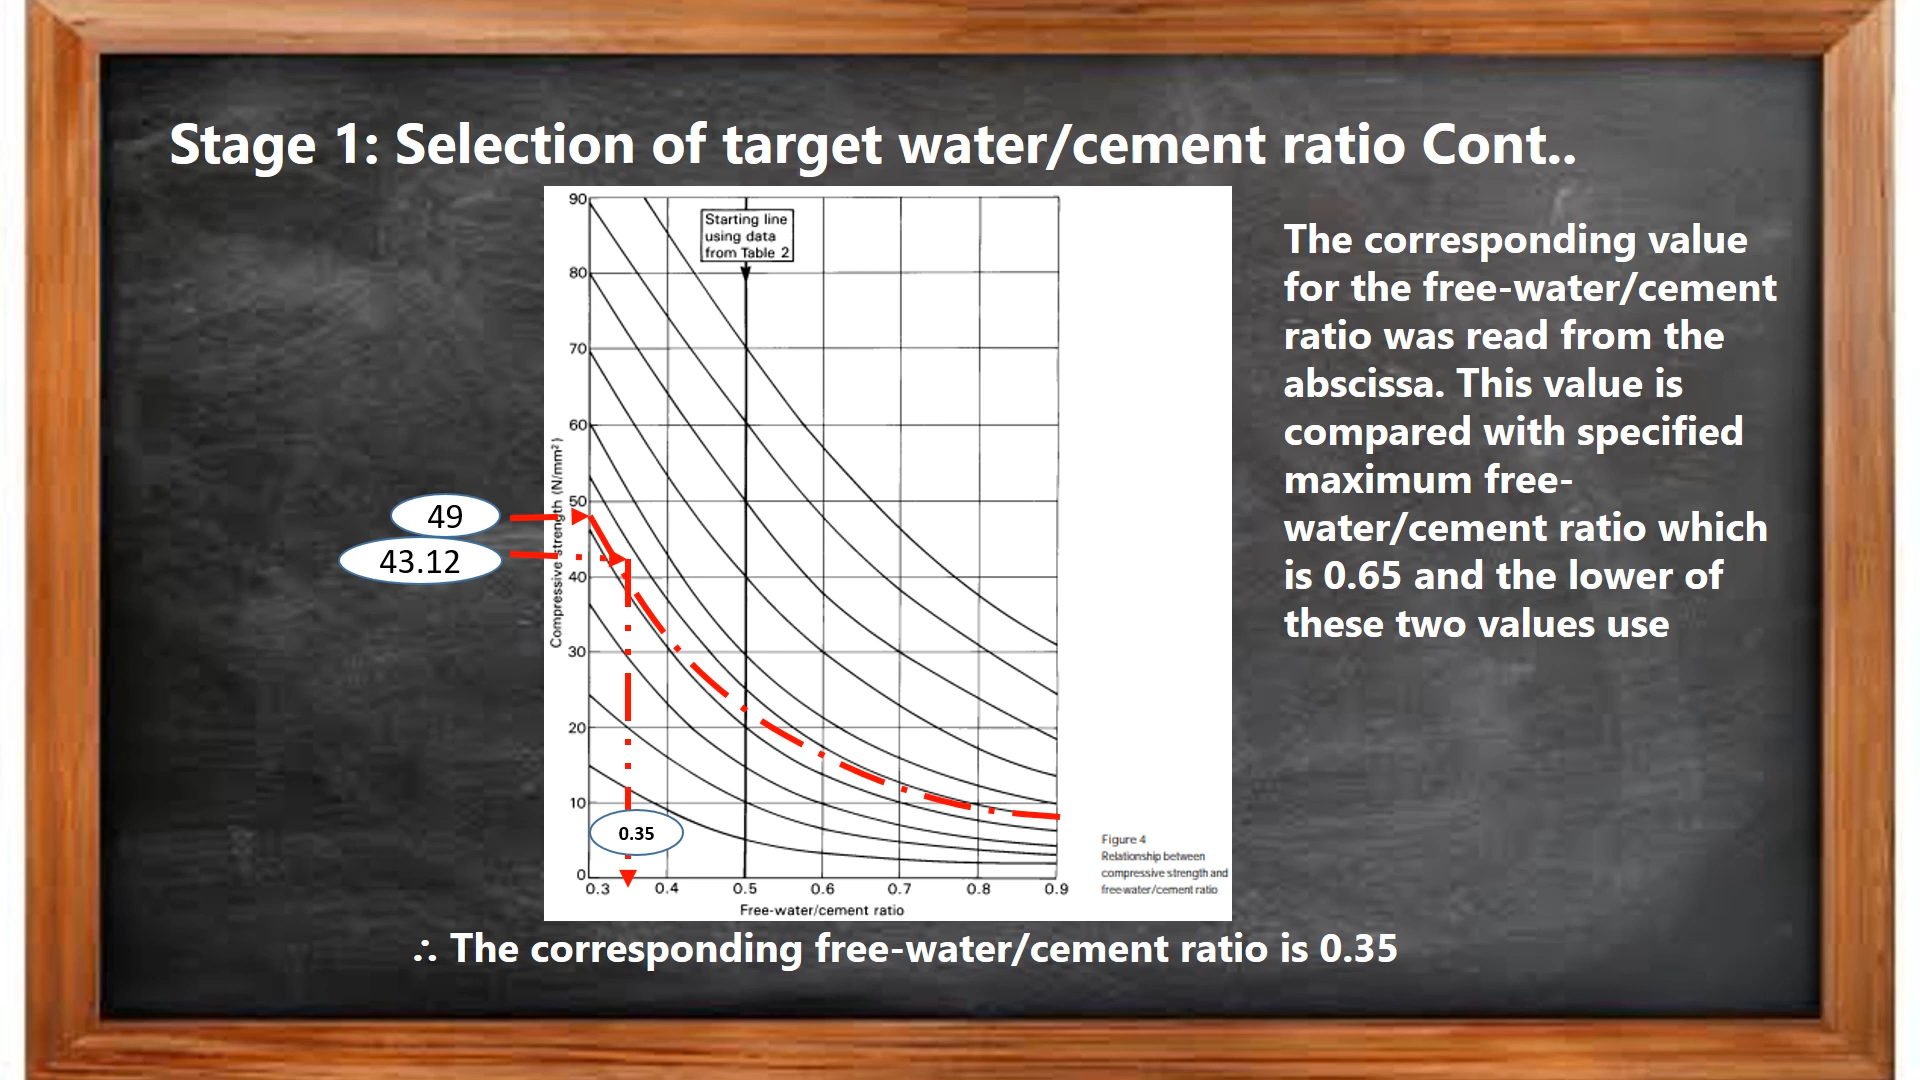 Stage 1: Selection of target water/cement ratio Cont..
90
80
70
60
50
40
30
20
10
0
Compressive strength (N/mm²)
Starting line
using data
from Table 2
49
43.12
0.35
0.3 0.4 0.5 0.6 0.7 0.8 0.9
Free-water/cement ratio
Figure 4
Relationship between
compressive strength and
free-water/cement ratio
The corresponding value
for the free-water/cement
ratio was read from the
abscissa. This value is
compared with specified
maximum free-
water/cement ratio which
is 0.65 and the lower of
these two values use
∴ The corresponding free-water/cement ratio is 0.35